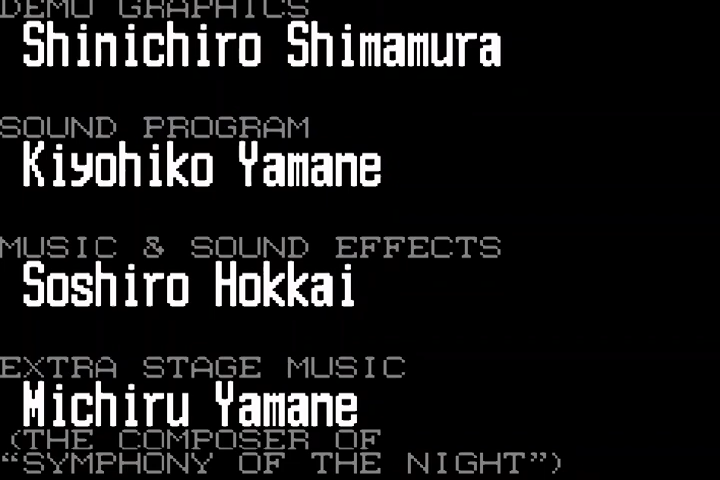 DEMO GRAPHICS
Shinichiro Shimamura
SOUND PROGRAM
Kiyohiko Yamane
MUSIC & SOUND EFFECTS
Soshiro Hokkai
EXTRA STAGE MUSIC
Michiru Yamane
(THE COMPOSER OF
“SYMPHONY OF THE NIGHT”)